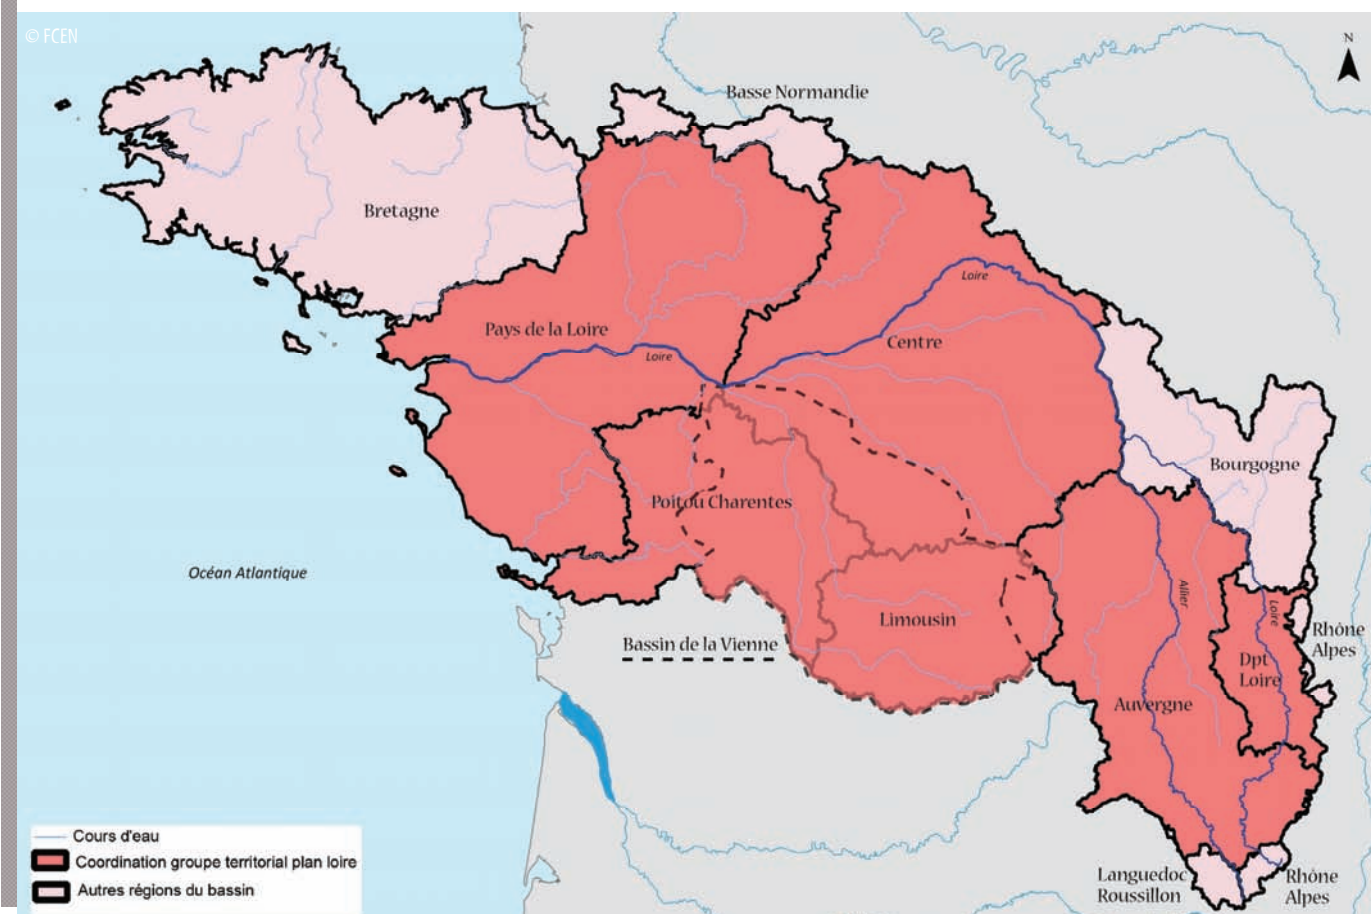 © FCEN
N
Basse Normandie
Bretagne
Loire
Pays de la Loire
Centre
Loire
Bourgogne
Poitou Charentes
Océan Atlantique
Allier
Loire
Limousin
Rhône
Alpes
Bassin de la Vienne
Dpt
Loire
Auvergne
Cours d'eau
Coordination groupe territorial plan loire
Autres régions du bassin
Languedoc
Roussillon
Rhône
Alpes